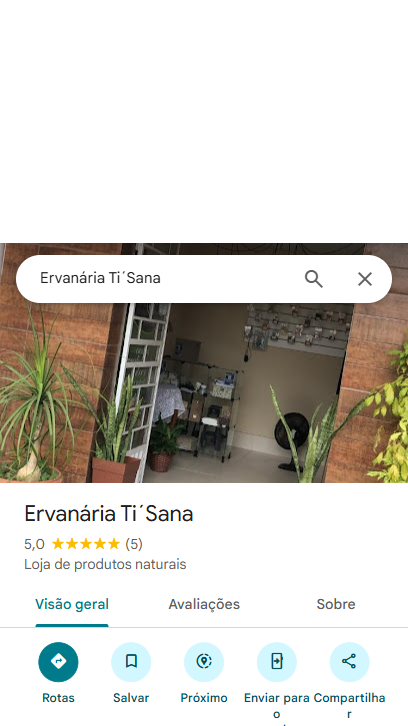 Ervanária Ti´Sana
Ervanária Ti´Sana
5,0 (5)
Loja de produtos naturais
Visão geral Avaliações Sobre
Rotas Salvar Próximo Enviar para Compartilha
o r